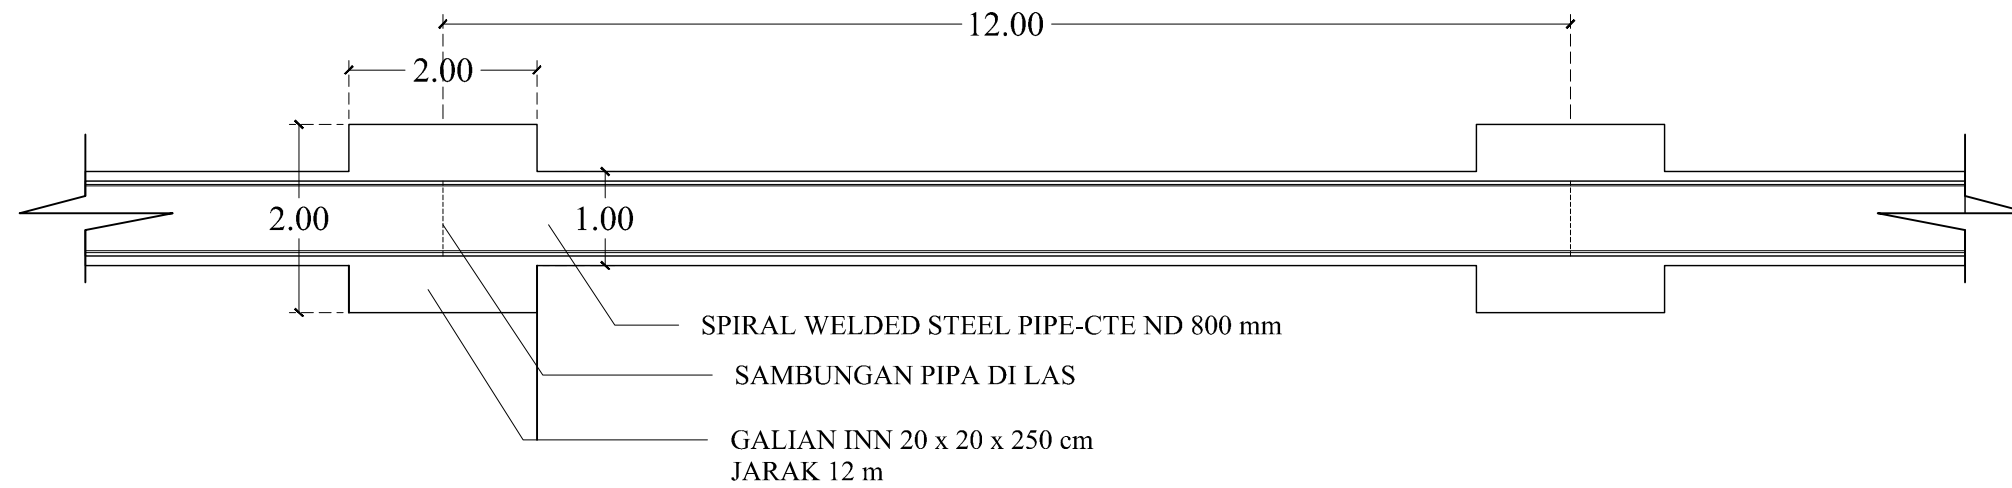 12.00
2.00
2.00
1.00
SPIRAL WELDED STEEL PIPE-CTE ND 800 mm
SAMBUNGAN PIPA DI LAS
GALIAN INN 20 x 20 x 250 cm
JARAK 12 m